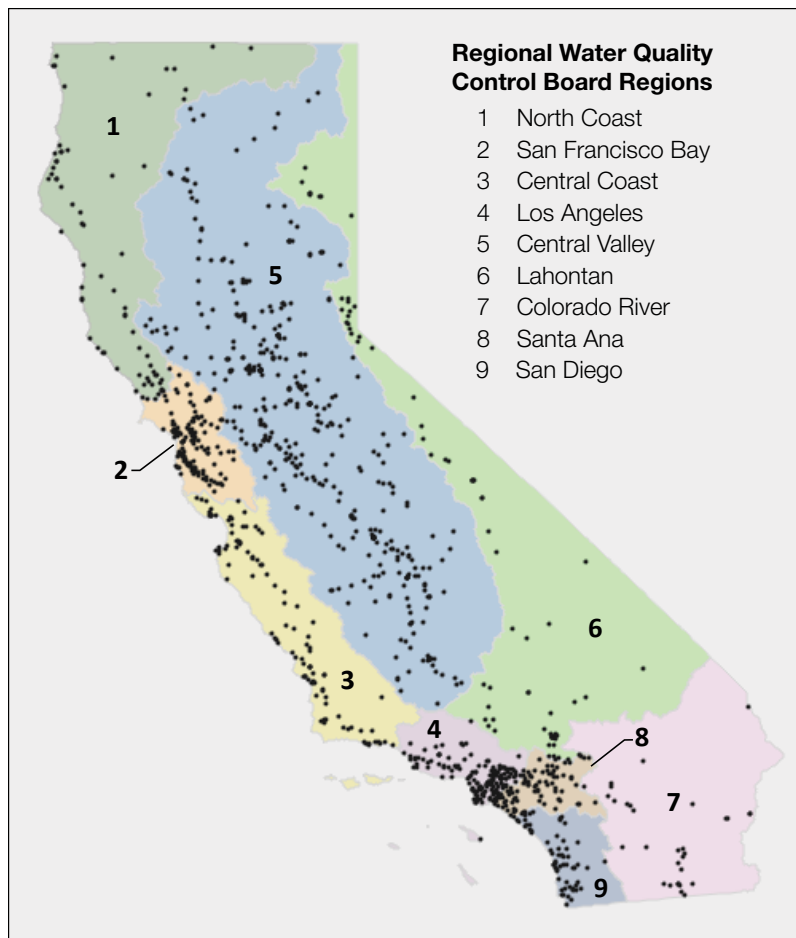 Regional Water Quality
Control Board Regions
1 North Coast
2 San Francisco Bay
3 Central Coast
4 Los Angeles
5 Central Valley
6 Lahontan
7 Colorado River
8 Santa Ana
9 San Diego
1
5
2
6
3
4
8
7
9